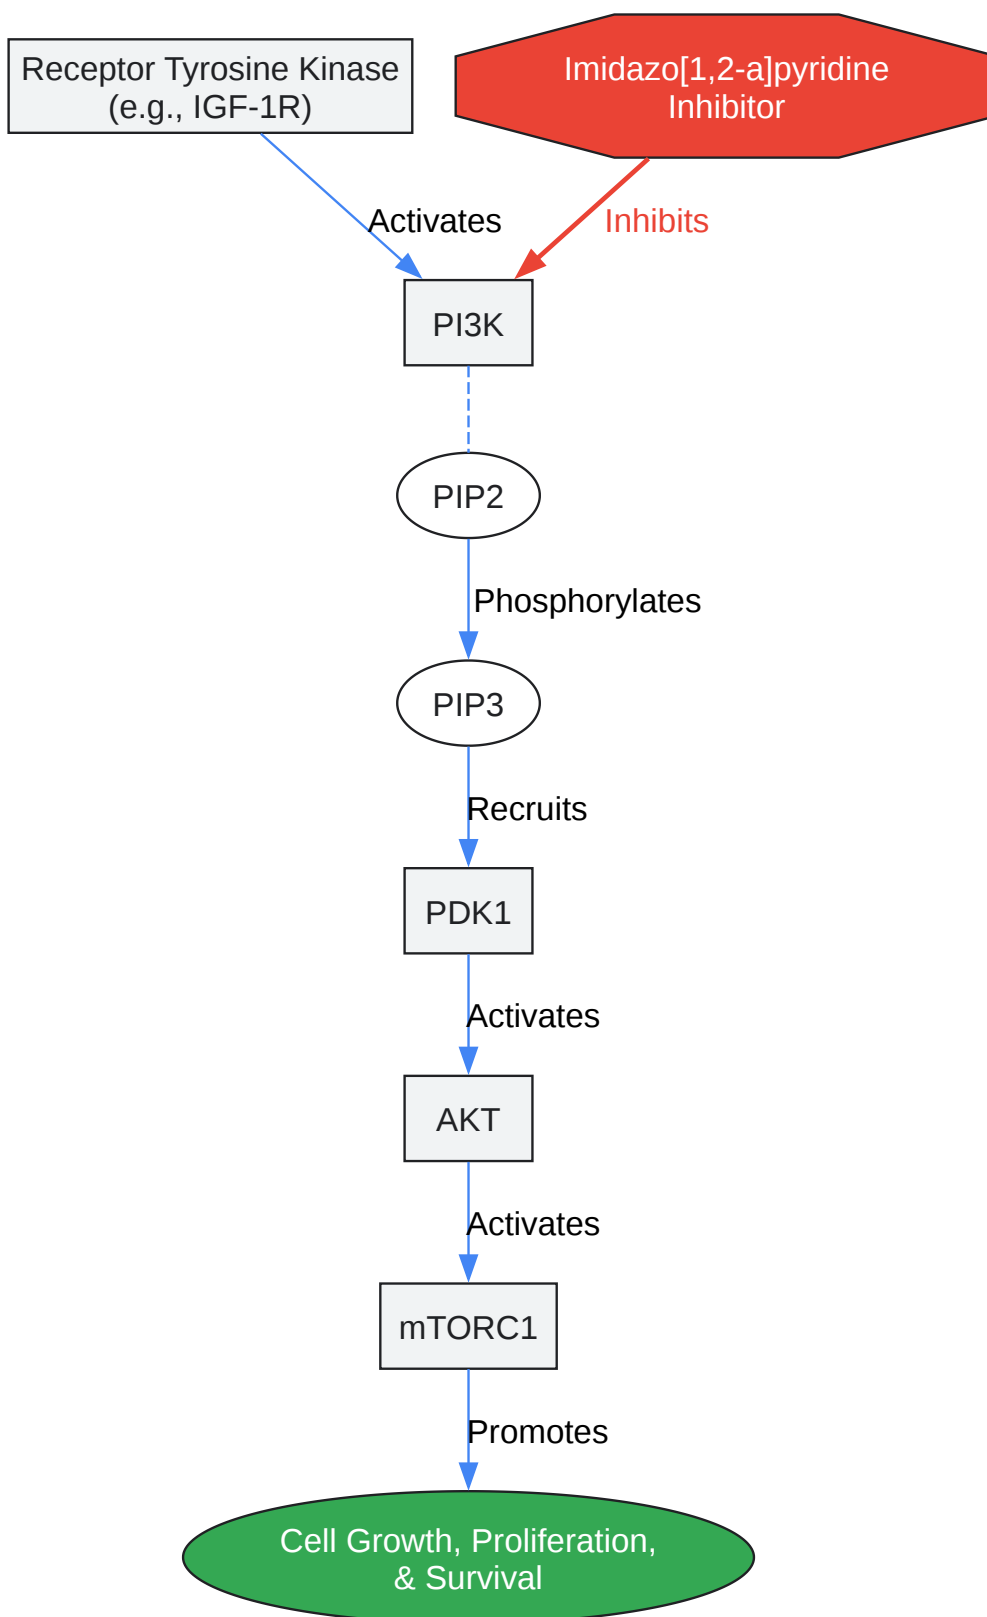 Receptor Tyrosine Kinase
(e.g., IGF-1R)
Imidazo[1,2-a]pyridine
Inhibitor
Activates
Inhibits
PI3K
PIP2
Phosphorylates
PIP3
Recruits
PDK1
Activates
AKT
Activates
mTORC1
Promotes
Cell Growth, Proliferation,
& Survival